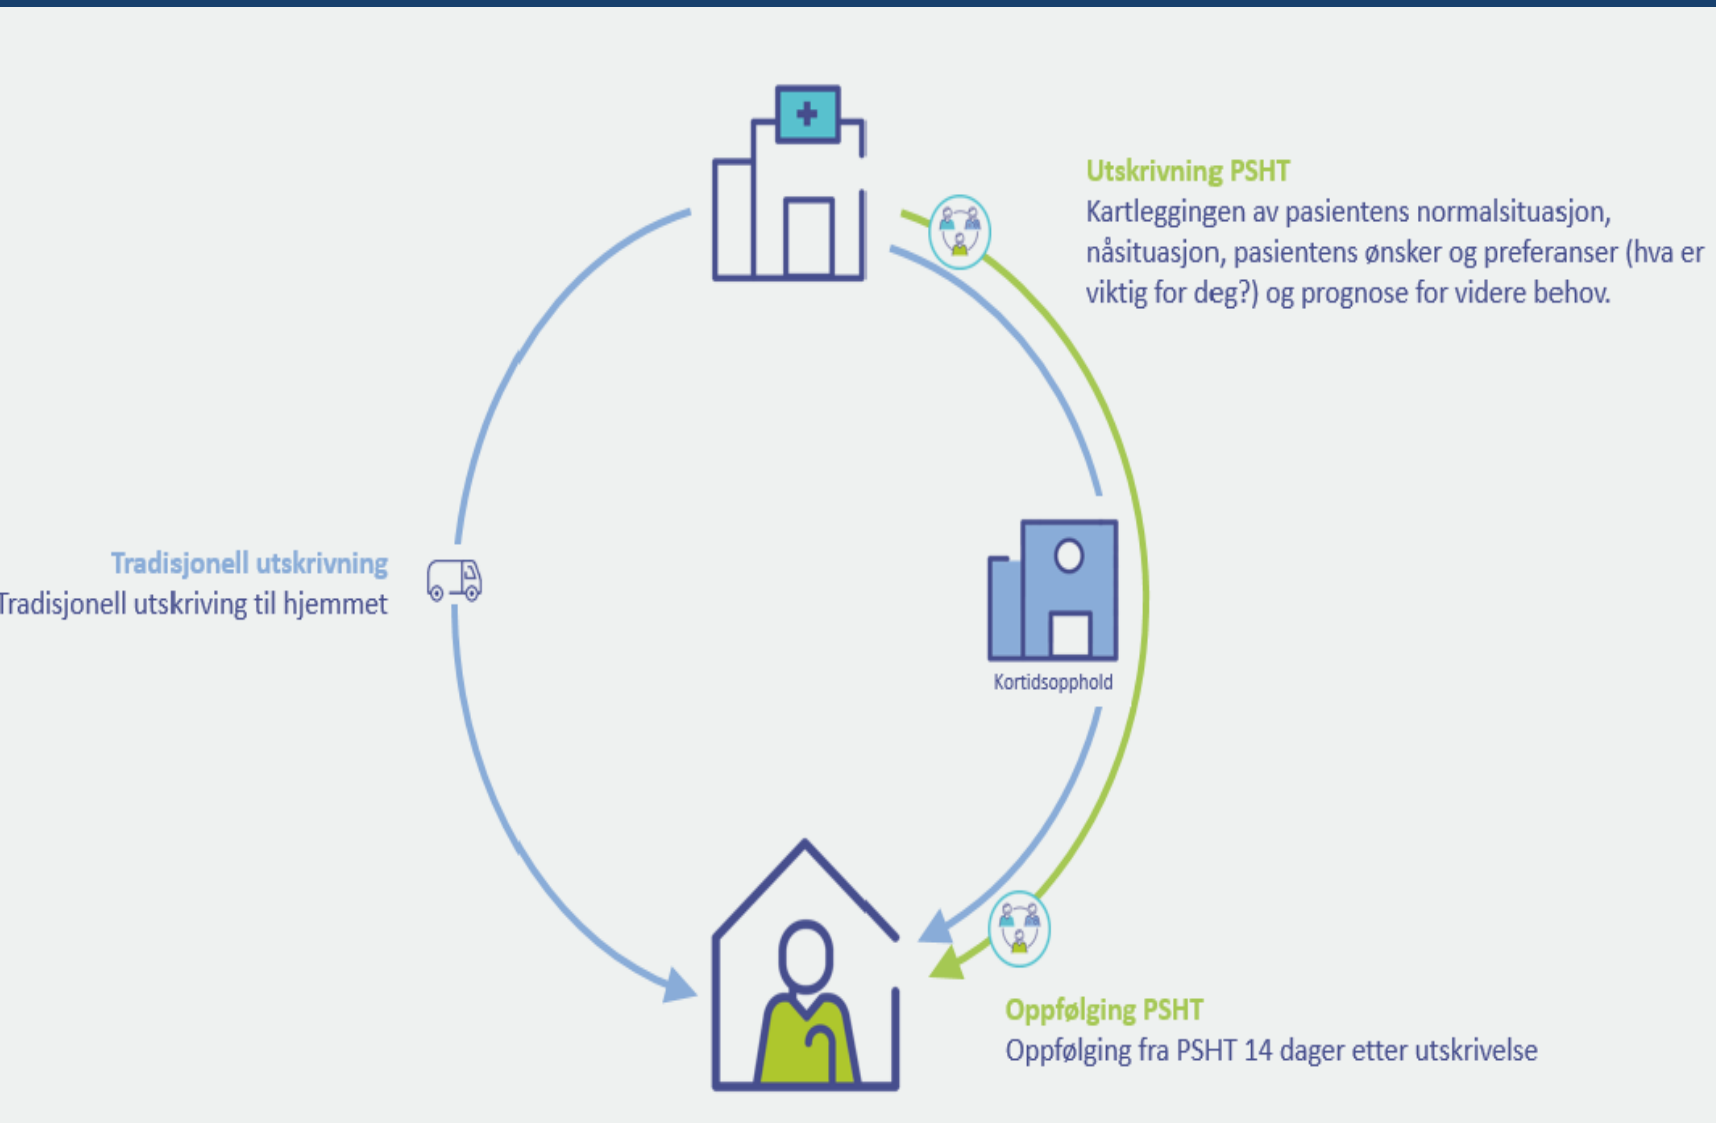 Utskrivning PSHT
Kartleggingen av pasientens normalsituasjon,
nåsituasjon, pasientens ønsker og preferanser (hva er
viktig for deg?) og prognose for videre behov.
Tradisjonell utskrivning
Tradisjonell utskriving til hjemmet
Kortidsopphold
Oppfølging PSHT
Oppfølging fra PSHT 14 dager etter utskrivelse